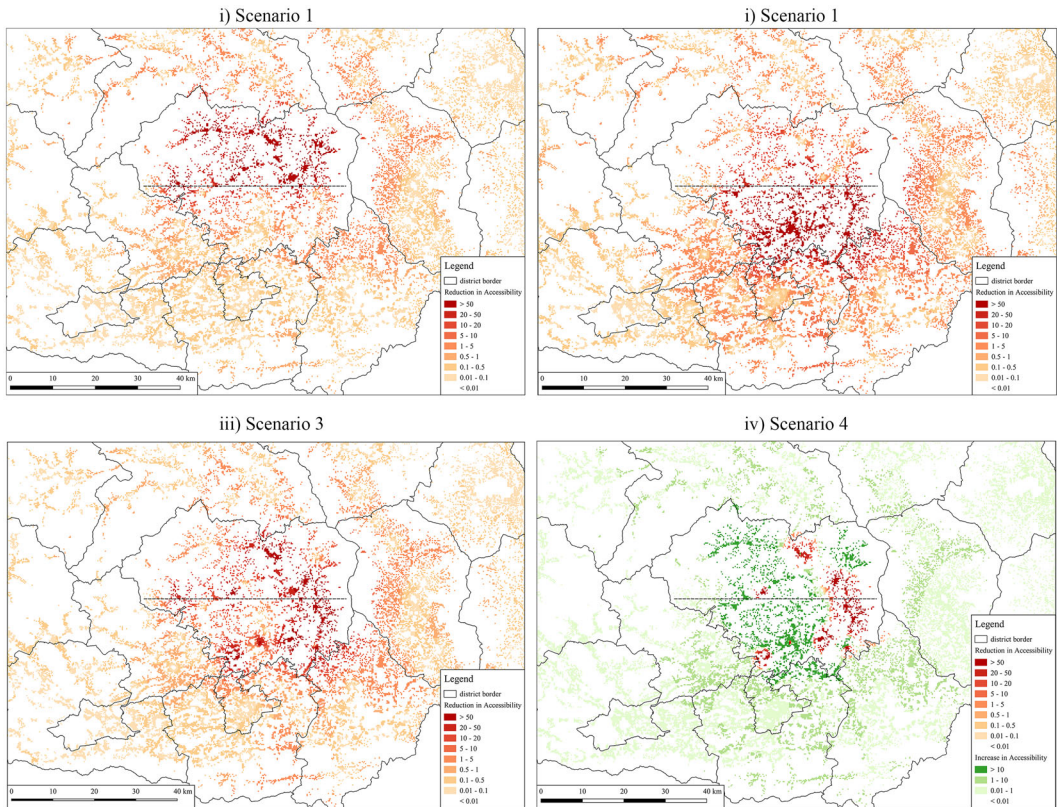 i) Scenario 1
Legend
district border
Reduction in Accessibility
> 50
20 - 50
10 - 20
5 - 10
1 - 5
0.5 - 1
0.1 - 0.5
0.01 - 0.1
< 0.01
0 10 20 30 40 km
i) Scenario 1
Legend
district border
Reduction in Accessibility
> 50
20 - 50
10 - 20
5 - 10
1 - 5
0.5 - 1
0.1 - 0.5
0.01 - 0.1
< 0.01
0 10 20 30 40 km
iii) Scenario 3
Legend
district border
Reduction in Accessibility
> 50
20 - 50
10 - 20
5 - 10
1 - 5
0.5 - 1
0.1 - 0.5
0.01 - 0.1
< 0.01
0 10 20 30 40 km
iv) Scenario 4
Legend
district border
Reduction in Accessibility
> 50
20 - 50
10 - 20
5 - 10
1 - 5
0.5 - 1
0.1 - 0.5
0.01 - 0.1
< 0.01
Increase in Accessibility
> 10
1 - 10
0.01 - 1
< 0.01
0 10 20 30 40 km